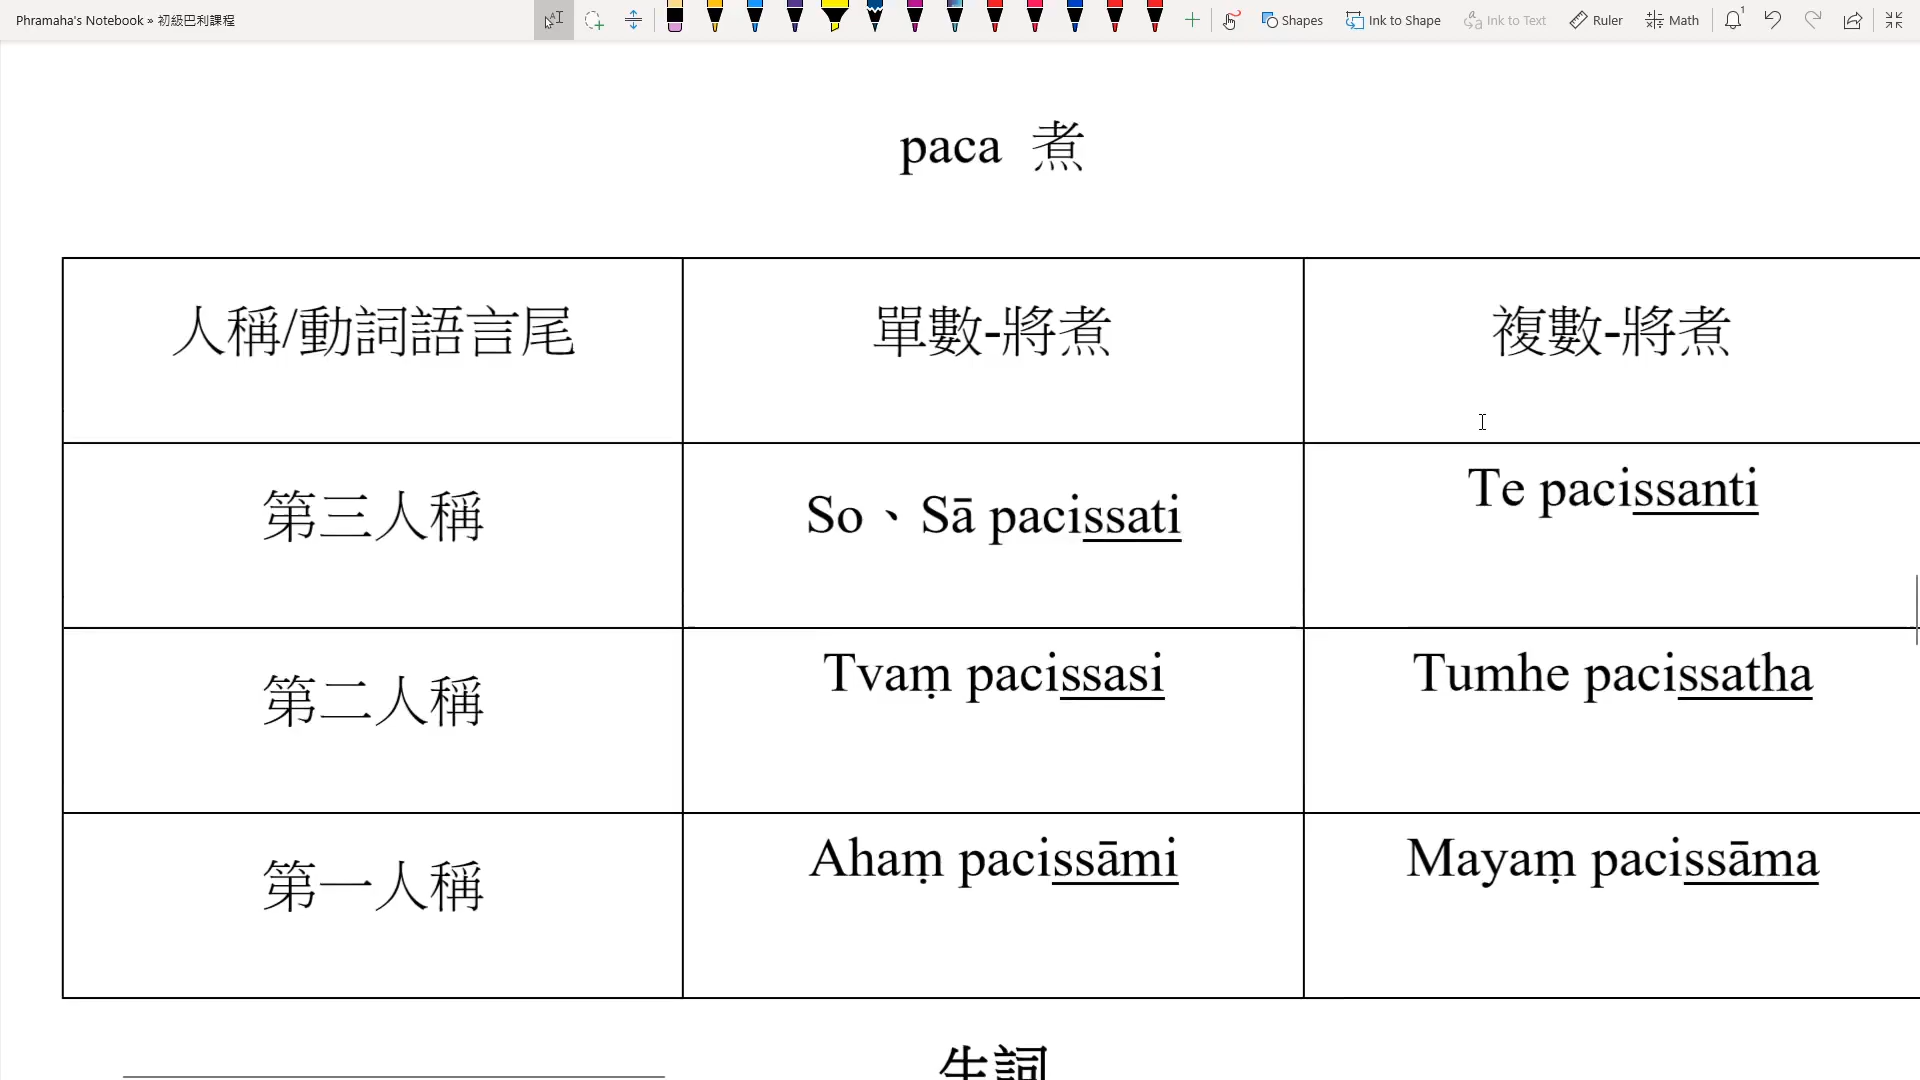 Phramaha's Notebook » 初級巴利課程
Shapes Ink to Shape Ink to Text Ruler Math
paca 煮
人稱/動詞語言尾 單數-將煮 複數-將煮
第三人稱 So、Sā pacissati Te pacissanti
第二人稱 Tvaṃ pacissasi Tumhe pacissatha
第一人稱 Ahaṃ pacissāmi Mayaṃ pacissāma
生詞